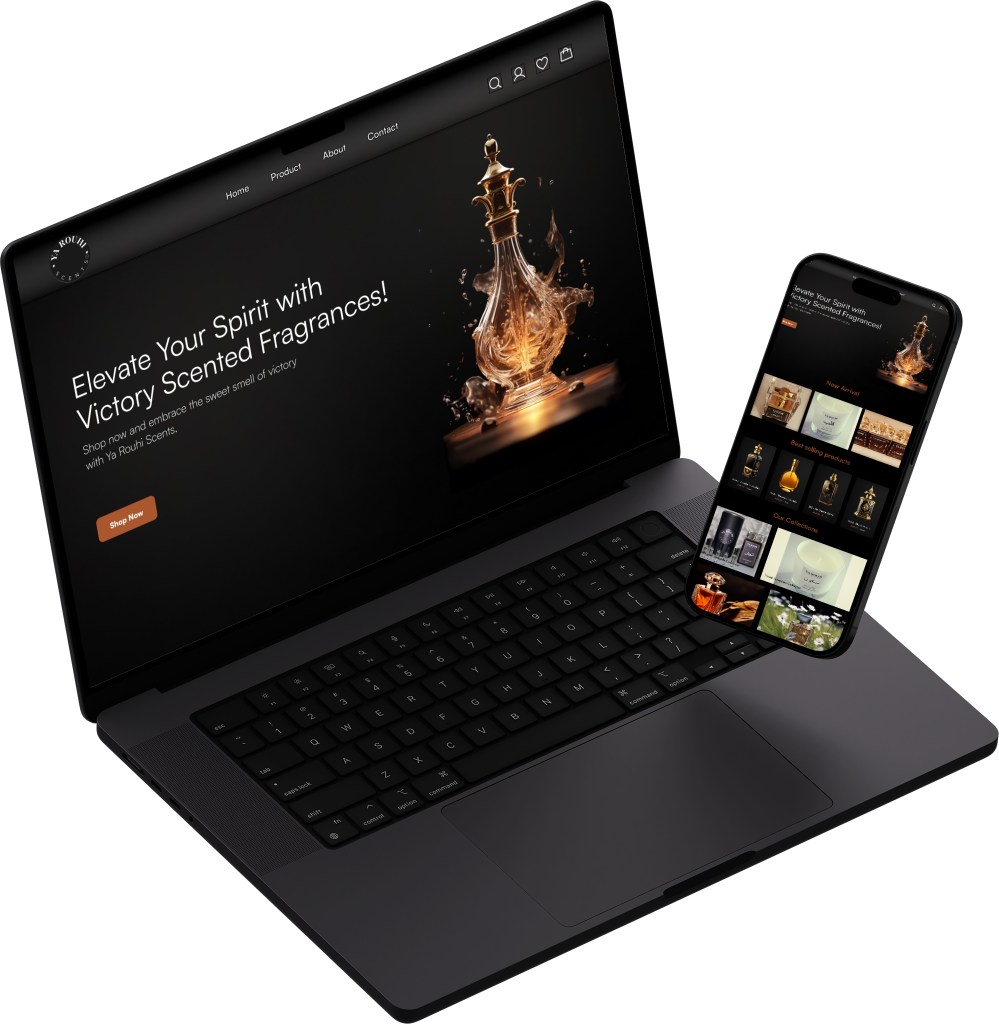 Home
Product
About
Contact
YA ROUHI
SCENTS
Elevate Your Spirit with
Victory Scented Fragrances!
Shop now and embrace the sweet smell of victory
with Ya Rouhi Scents.
Shop Now
Elevate Your Spirit with
Victory Scented Fragrances!
New Arrival
Best selling products
Our Collections
esc
delete
tab
Q W E R T Y U I O P
caps lock
A S D F G H J K L
shift
Z X C V B N M
fn
control
option
command
command
option